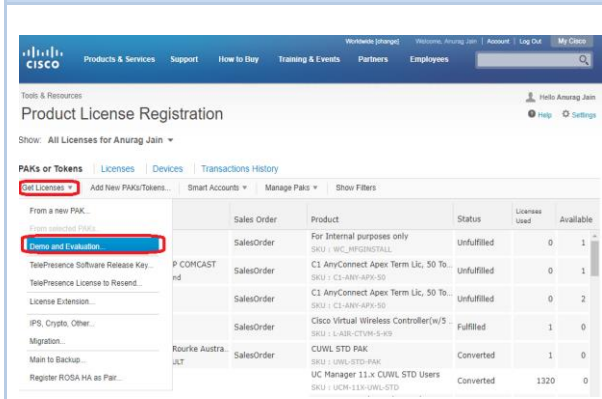 Worldwide [change] Welcome, Anurag Jain Account Log Out My Cisco
CISCO Products & Services Support How to Buy Training & Events Partners Employees
Tools & Resources
Hello Anurag Jain
Product License Registration
Help Settings
Show: All Licenses for Anurag Jain
PAKs or Tokens Licenses Devices Transactions History
Get Licenses Add New PAKs/Tokens... Smart Accounts Manage Paks Show Filters
From a new PAK...
From selected PAKs...
Demo and Evaluation...
TelePresence Software Release Key...
TelePresence License to Resend...
License Extension...
IPS, Crypto, Other...
Migration...
Main to Backup...
Register ROSA HA as Pair...
Sales Order Product Status Licenses Used Available
SalesOrder For Internal purposes only Unfulfilled 0 1
SKU : WC_MFGINSTALL
P COMCAST SalesOrder C1 AnyConnect Apex Term Lic, 50 To... Unfulfilled 0 1
nd SKU : C1-ANY-APX-50
SalesOrder C1 AnyConnect Apex Term Lic, 50 To... Unfulfilled 0 2
SKU : C1-ANY-APX-50
SalesOrder Cisco Virtual Wireless Controller(w/5 .. Fulfilled 1 0
SKU : L-AIR-CTVM-5-K9
Rourke Austra.. SalesOrder CUWL STD PAK Converted 1 0
ULT SKU : UWL-STD-PAK
UC Manager 11.x CUWL STD Users Converted 1320 0
SKU : UCM-11X-UWL-STD